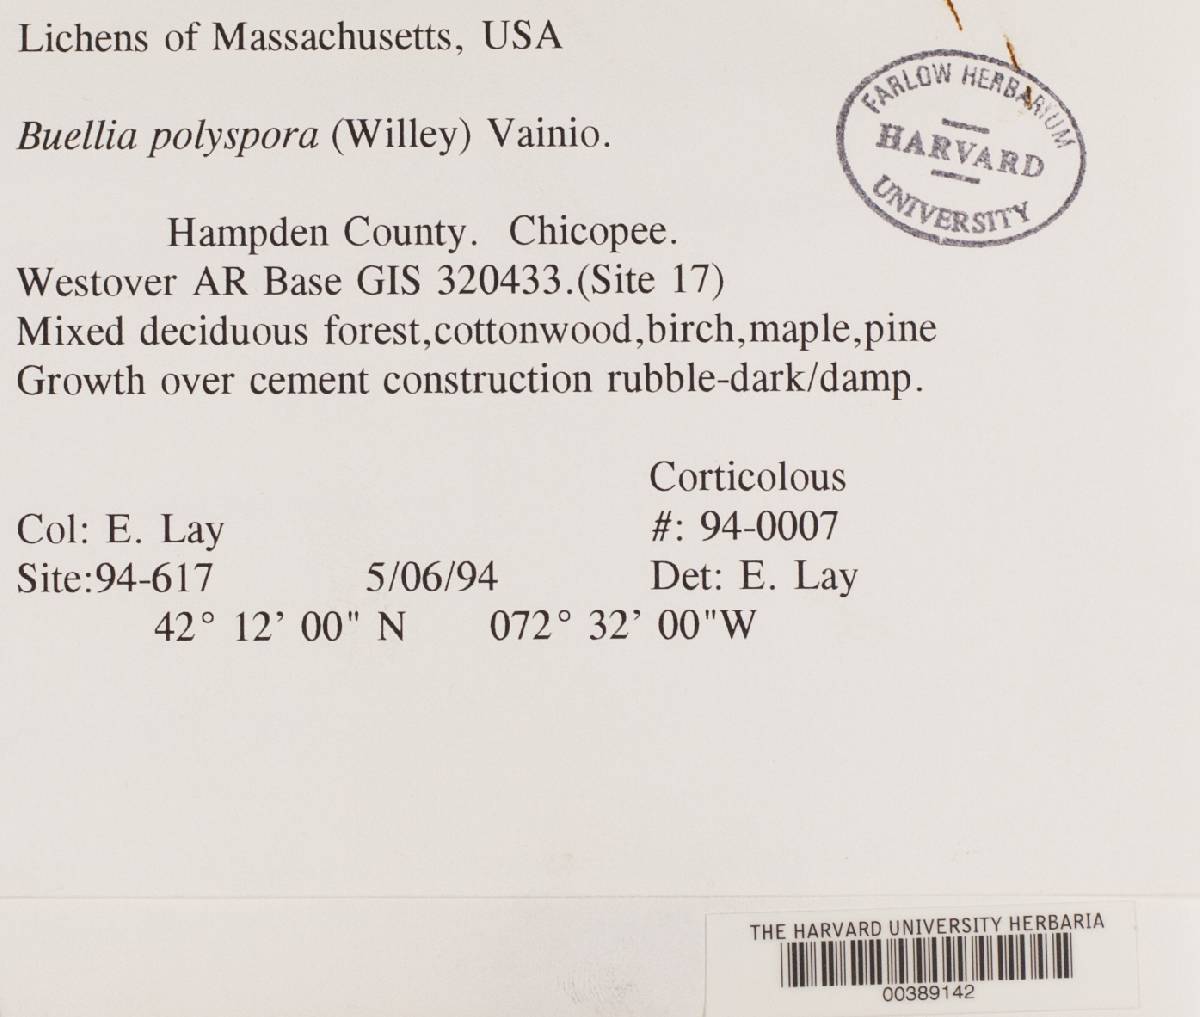 Lichens of Massachusetts, USA
FARLOW HERBARIUM
HARVARD
UNIVERSITY
Buellia polyspora (Willey) Vainio.
Hampden County. Chicopee.
Westover AR Base GIS 320433.(Site 17)
Mixed deciduous forest,cottonwood,birch,maple,pine
Growth over cement construction rubble-dark/damp.
Corticolous
Col: E. Lay #: 94-0007
Site:94-617 5/06/94 Det: E. Lay
42° 12’ 00" N 072° 32’ 00"W
THE HARVARD UNIVERSITY HERBARIA
00389142